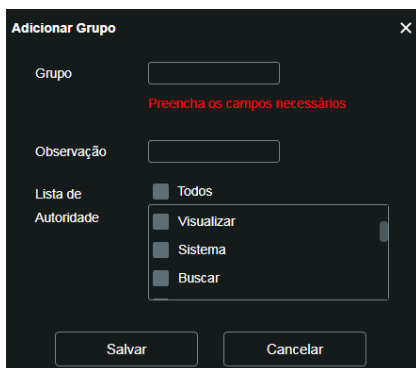 Adicionar Grupo
Grupo
Preencha os campos necessários
Observação
Lista de Autoridade
Todos
Visualizar
Sistema
Buscar
Salvar
Cancelar